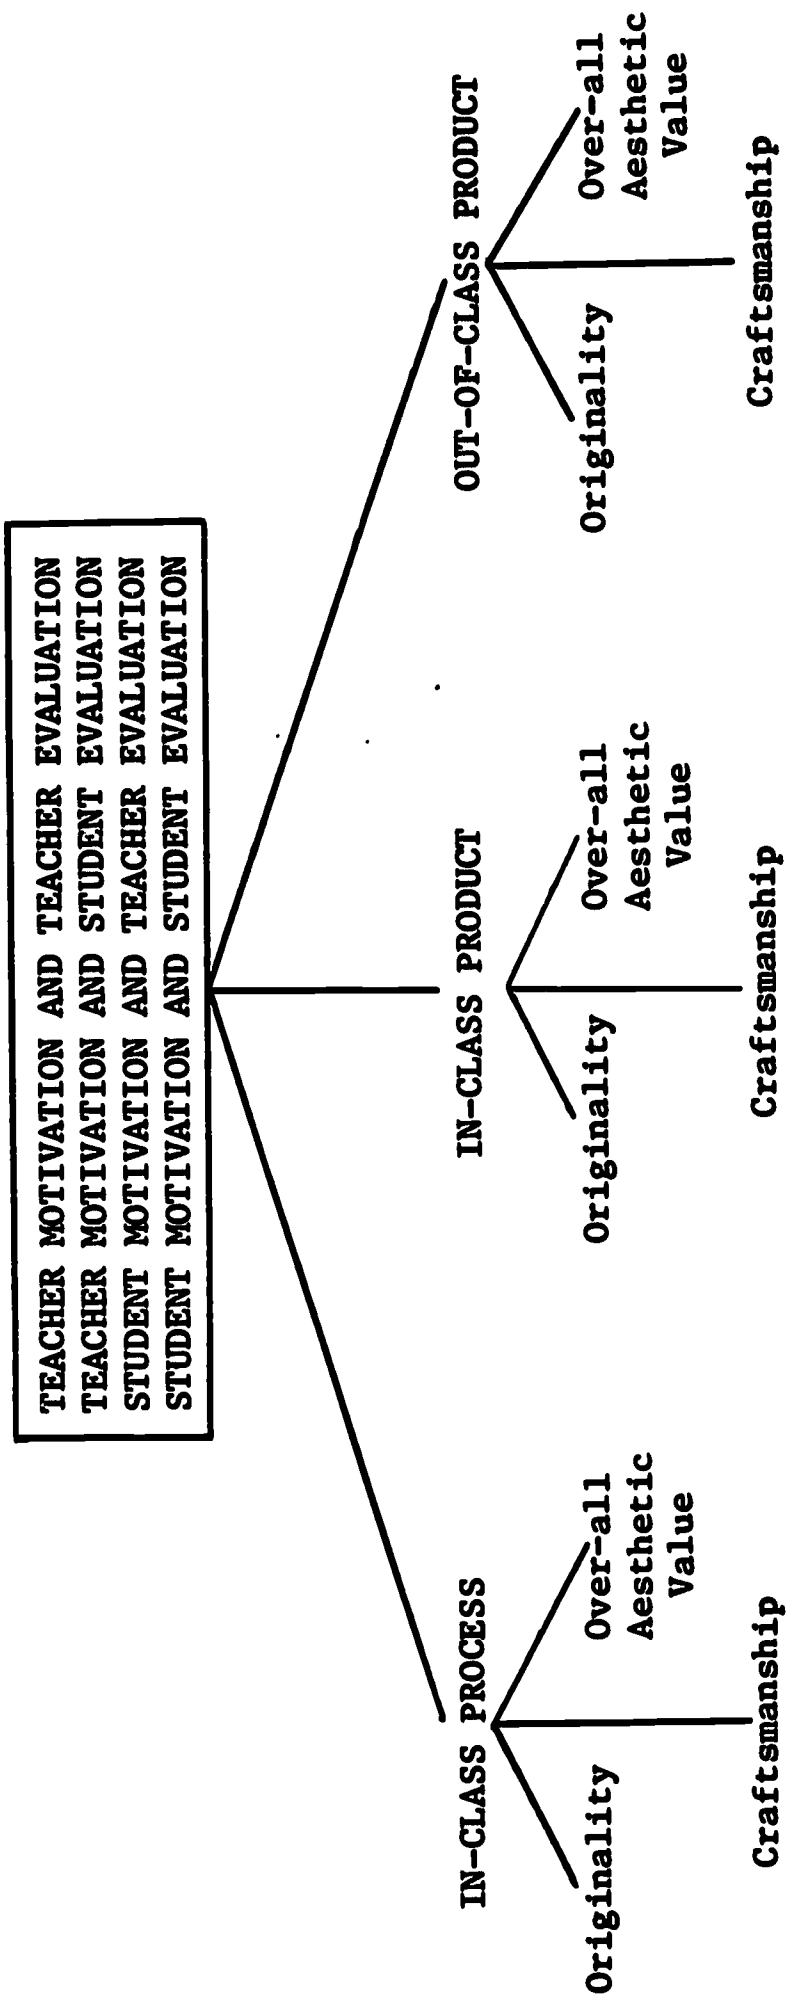 TEACHER MOTIVATION AND TEACHER EVALUATION
TEACHER MOTIVATION AND STUDENT EVALUATION
STUDENT MOTIVATION AND TEACHER EVALUATION
STUDENT MOTIVATION AND STUDENT EVALUATION
IN-CLASS PROCESS
Originality
Craftsmanship
Over-all
Aesthetic
Value
IN-CLASS PRODUCT
Originality
Craftsmanship
Over-all
Aesthetic
Value
OUT-OF-CLASS PRODUCT
Originality
Craftsmanship
Over-all
Aesthetic
Value